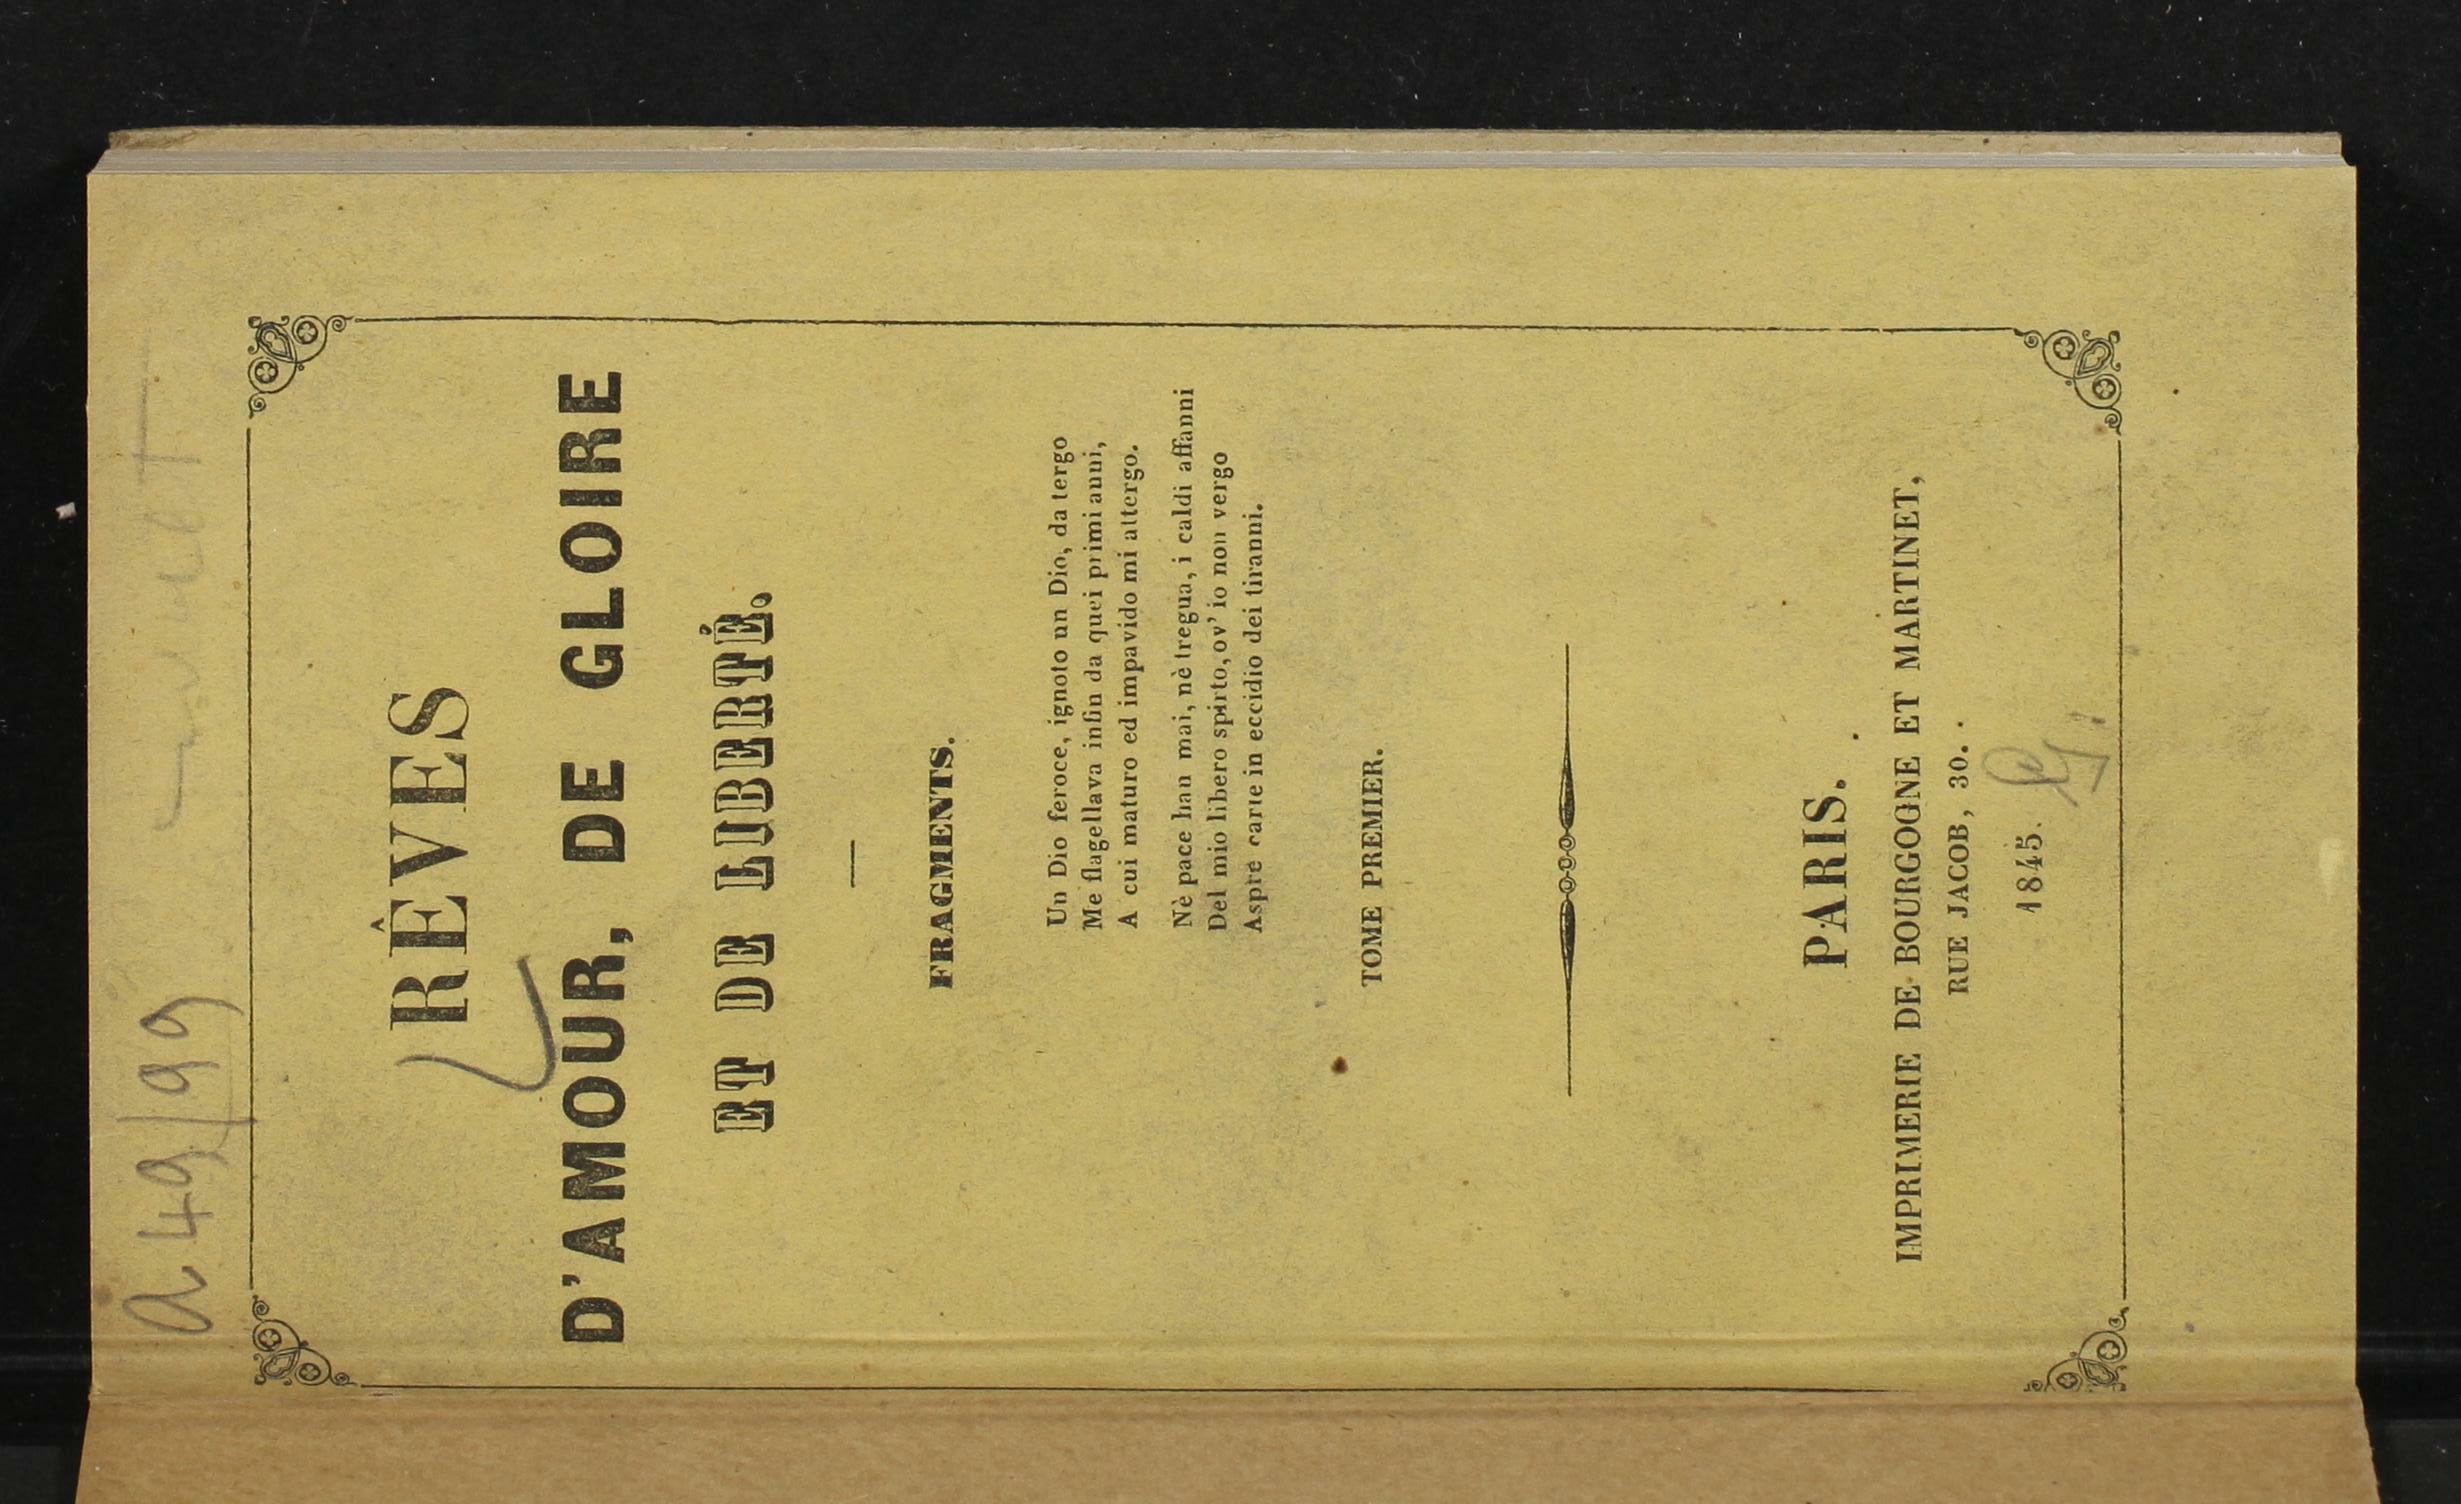 a 49/99
RÊVES
D'AMOUR, DE GLOIRE
ET DE LIBERTÉ.
FRAGMENTS.
Un Dio feroce, ignoto un Dio, da tergo
Me flagellava infin da quei primi anni,
A cui maturo ed impavido mi attergo.
Nè pace han mai, nè tregua, i caldi affanni
Del mio libero spirto, ov' io non vergo
Aspre carte in eccidio dei tiranni.
TOME PREMIER.
PARIS.
IMPRIMERIE DE BOURGOGNE ET MARTINET,
RUE JACOB, 30.
1845.